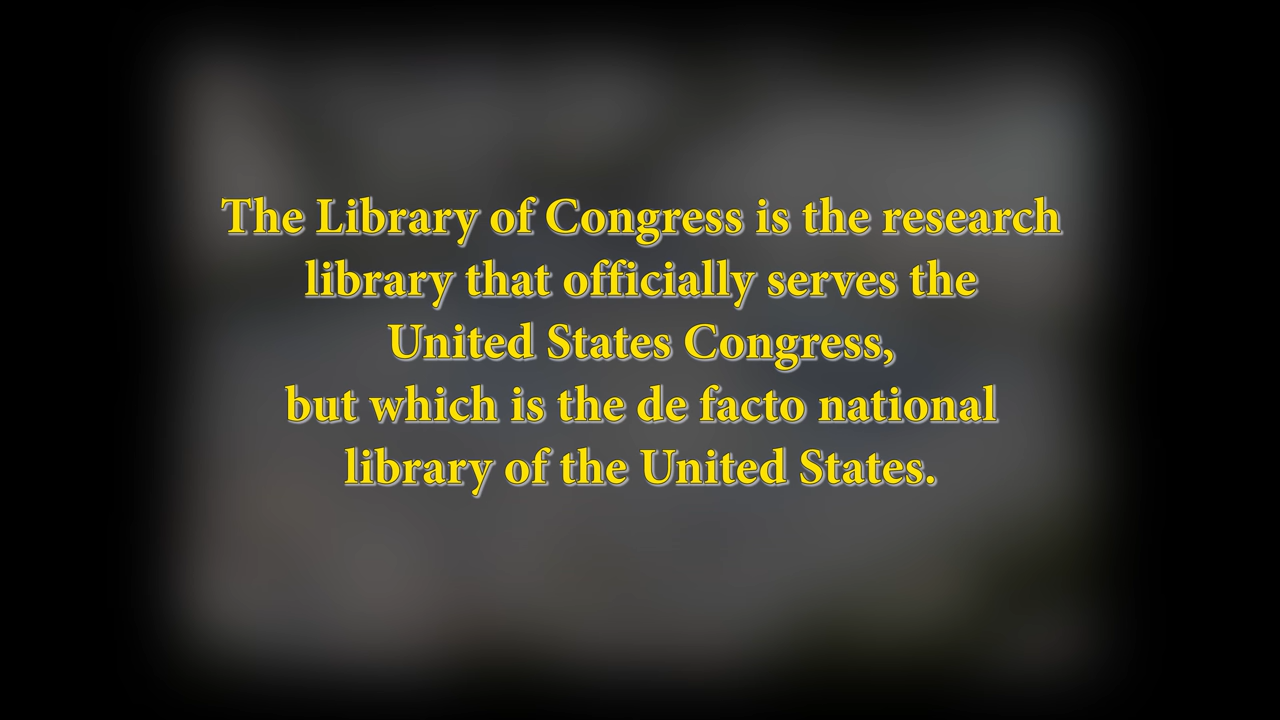 The Library of Congress is the research
library that officially serves the
United States Congress,
but which is the de facto national
library of the United States.